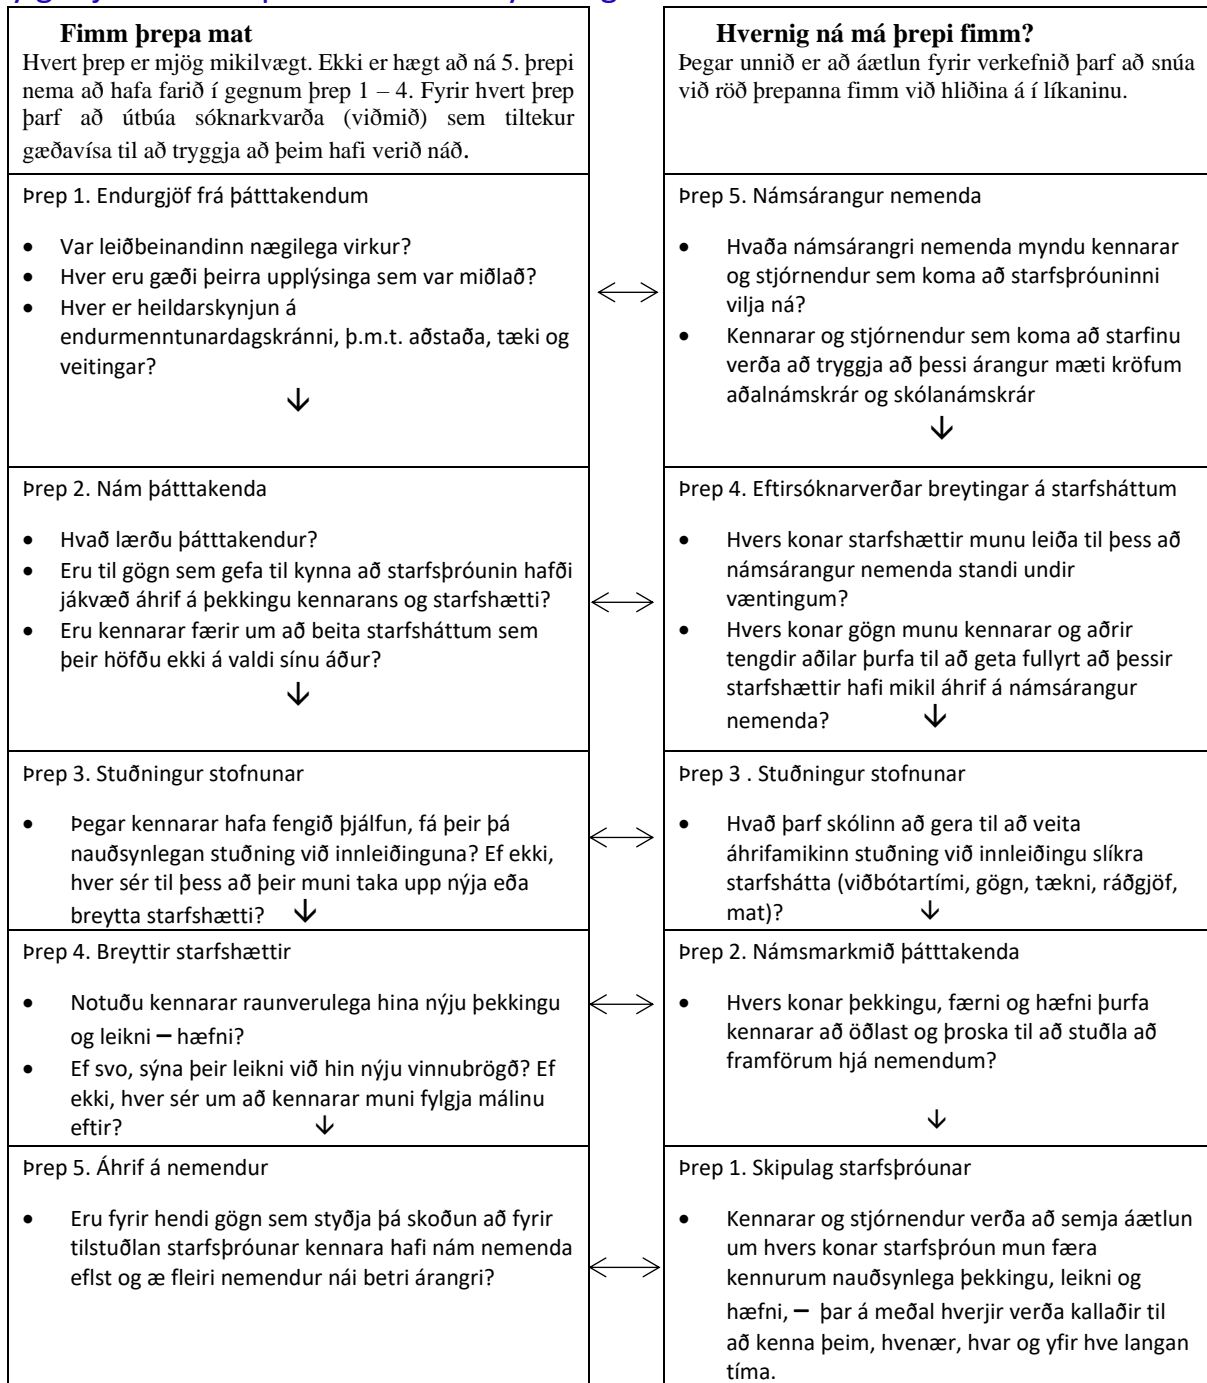 Fimm þrepa mat
Hvert þrep er mjög mikilvægt. Ekki er hægt að ná 5. þrepi
nema að hafa farið í gegnum þrep 1 – 4. Fyrir hvert þrep
þarf að útbúa sóknarkvarða (viðmið) sem tiltekur
gæðavísa til að tryggja að þeim hafi verið náð.
Hvernig ná má þrepi fimm?
Þegar unnið er að áætlun fyrir verkefnið þarf að snúa
við röð þrepanna fimm við hliðina á í líkaninu.
Þrep 1. Endurgjöf frá þátttakendum
• Var leiðbeinandinn nægilega virkur?
• Hver eru gæði þeirra upplýsinga sem var miðlað?
• Hver er heildarskynjun á
endurmenntunardagskránni, þ.m.t. aðstaða, tæki og
veitingar?
Þrep 5. Námsárangur nemenda
• Hvaða námsárangri nemenda myndu kennarar
og stjórnendur sem koma að starfsþróuninni
vilja ná?
• Kennarar og stjórnendur sem koma að starfinu
verða að tryggja að þessi árangur mæti kröfum
aðalnámskrár og skólanámskrár
Þrep 2. Nám þátttakenda
• Hvað lærðu þátttakendur?
• Eru til gögn sem gefa til kynna að starfsþróunin hafði
jákvæð áhrif á þekkingu kennarans og starfshætti?
• Eru kennarar færir um að beita starfsháttum sem
þeir höfðu ekki á valdi sínu áður?
Þrep 4. Eftirsóknarverðar breytingar á starfsháttum
• Hvers konar starfshættir munu leiða til þess að
námsárangur nemenda standi undir
væntingum?
• Hvers konar gögn munu kennarar og aðrir
tengdir aðilar þurfa til að geta fullyrt að þessir
starfshættir hafi mikil áhrif á námsárangur
nemenda?
Þrep 3. Stuðningur stofnunar
• Þegar kennarar hafa fengið þjálfun, fá þeir þá
nauðsynlegan stuðning við innleiðinguna? Ef ekki,
hver sér til þess að þeir muni taka upp nýja eða
breytta starfshætti?
Þrep 3 . Stuðningur stofnunar
• Hvað þarf skólinn að gera til að veita
áhrifamikinn stuðning við innleiðingu slíkra
starfshátta (viðbótartími, gögn, tækni, ráðgjöf,
mat)?
Þrep 4. Breyttir starfshættir
• Notuðu kennarar raunverulega hina nýju þekkingu
og leikni – hæfni?
• Ef svo, sýna þeir leikni við hin nýju vinnubrögð? Ef
ekki, hver sér um að kennarar muni fylgja málinu
eftir?
Þrep 2. Námsmarkmið þátttakenda
• Hvers konar þekkingu, færni og hæfni þurfa
kennarar að öðlast og þroska til að stuðla að
framförum hjá nemendum?
Þrep 5. Áhrif á nemendur
• Eru fyrir hendi gögn sem styðja þá skoðun að fyrir
tilstuðlan starfsþróunar kennara hafi nám nemenda
eflst og æ fleiri nemendur nái betri árangri?
Þrep 1. Skipulag starfsþróunar
• Kennarar og stjórnendur verða að semja áætlun
um hvers konar starfsþróun mun færa
kennurum nauðsynlega þekkingu, leikni og
hæfni, – þar á meðal hverjir verða kallaðir til
að kenna þeim, hvenær, hvar og yfir hve langan
tíma.